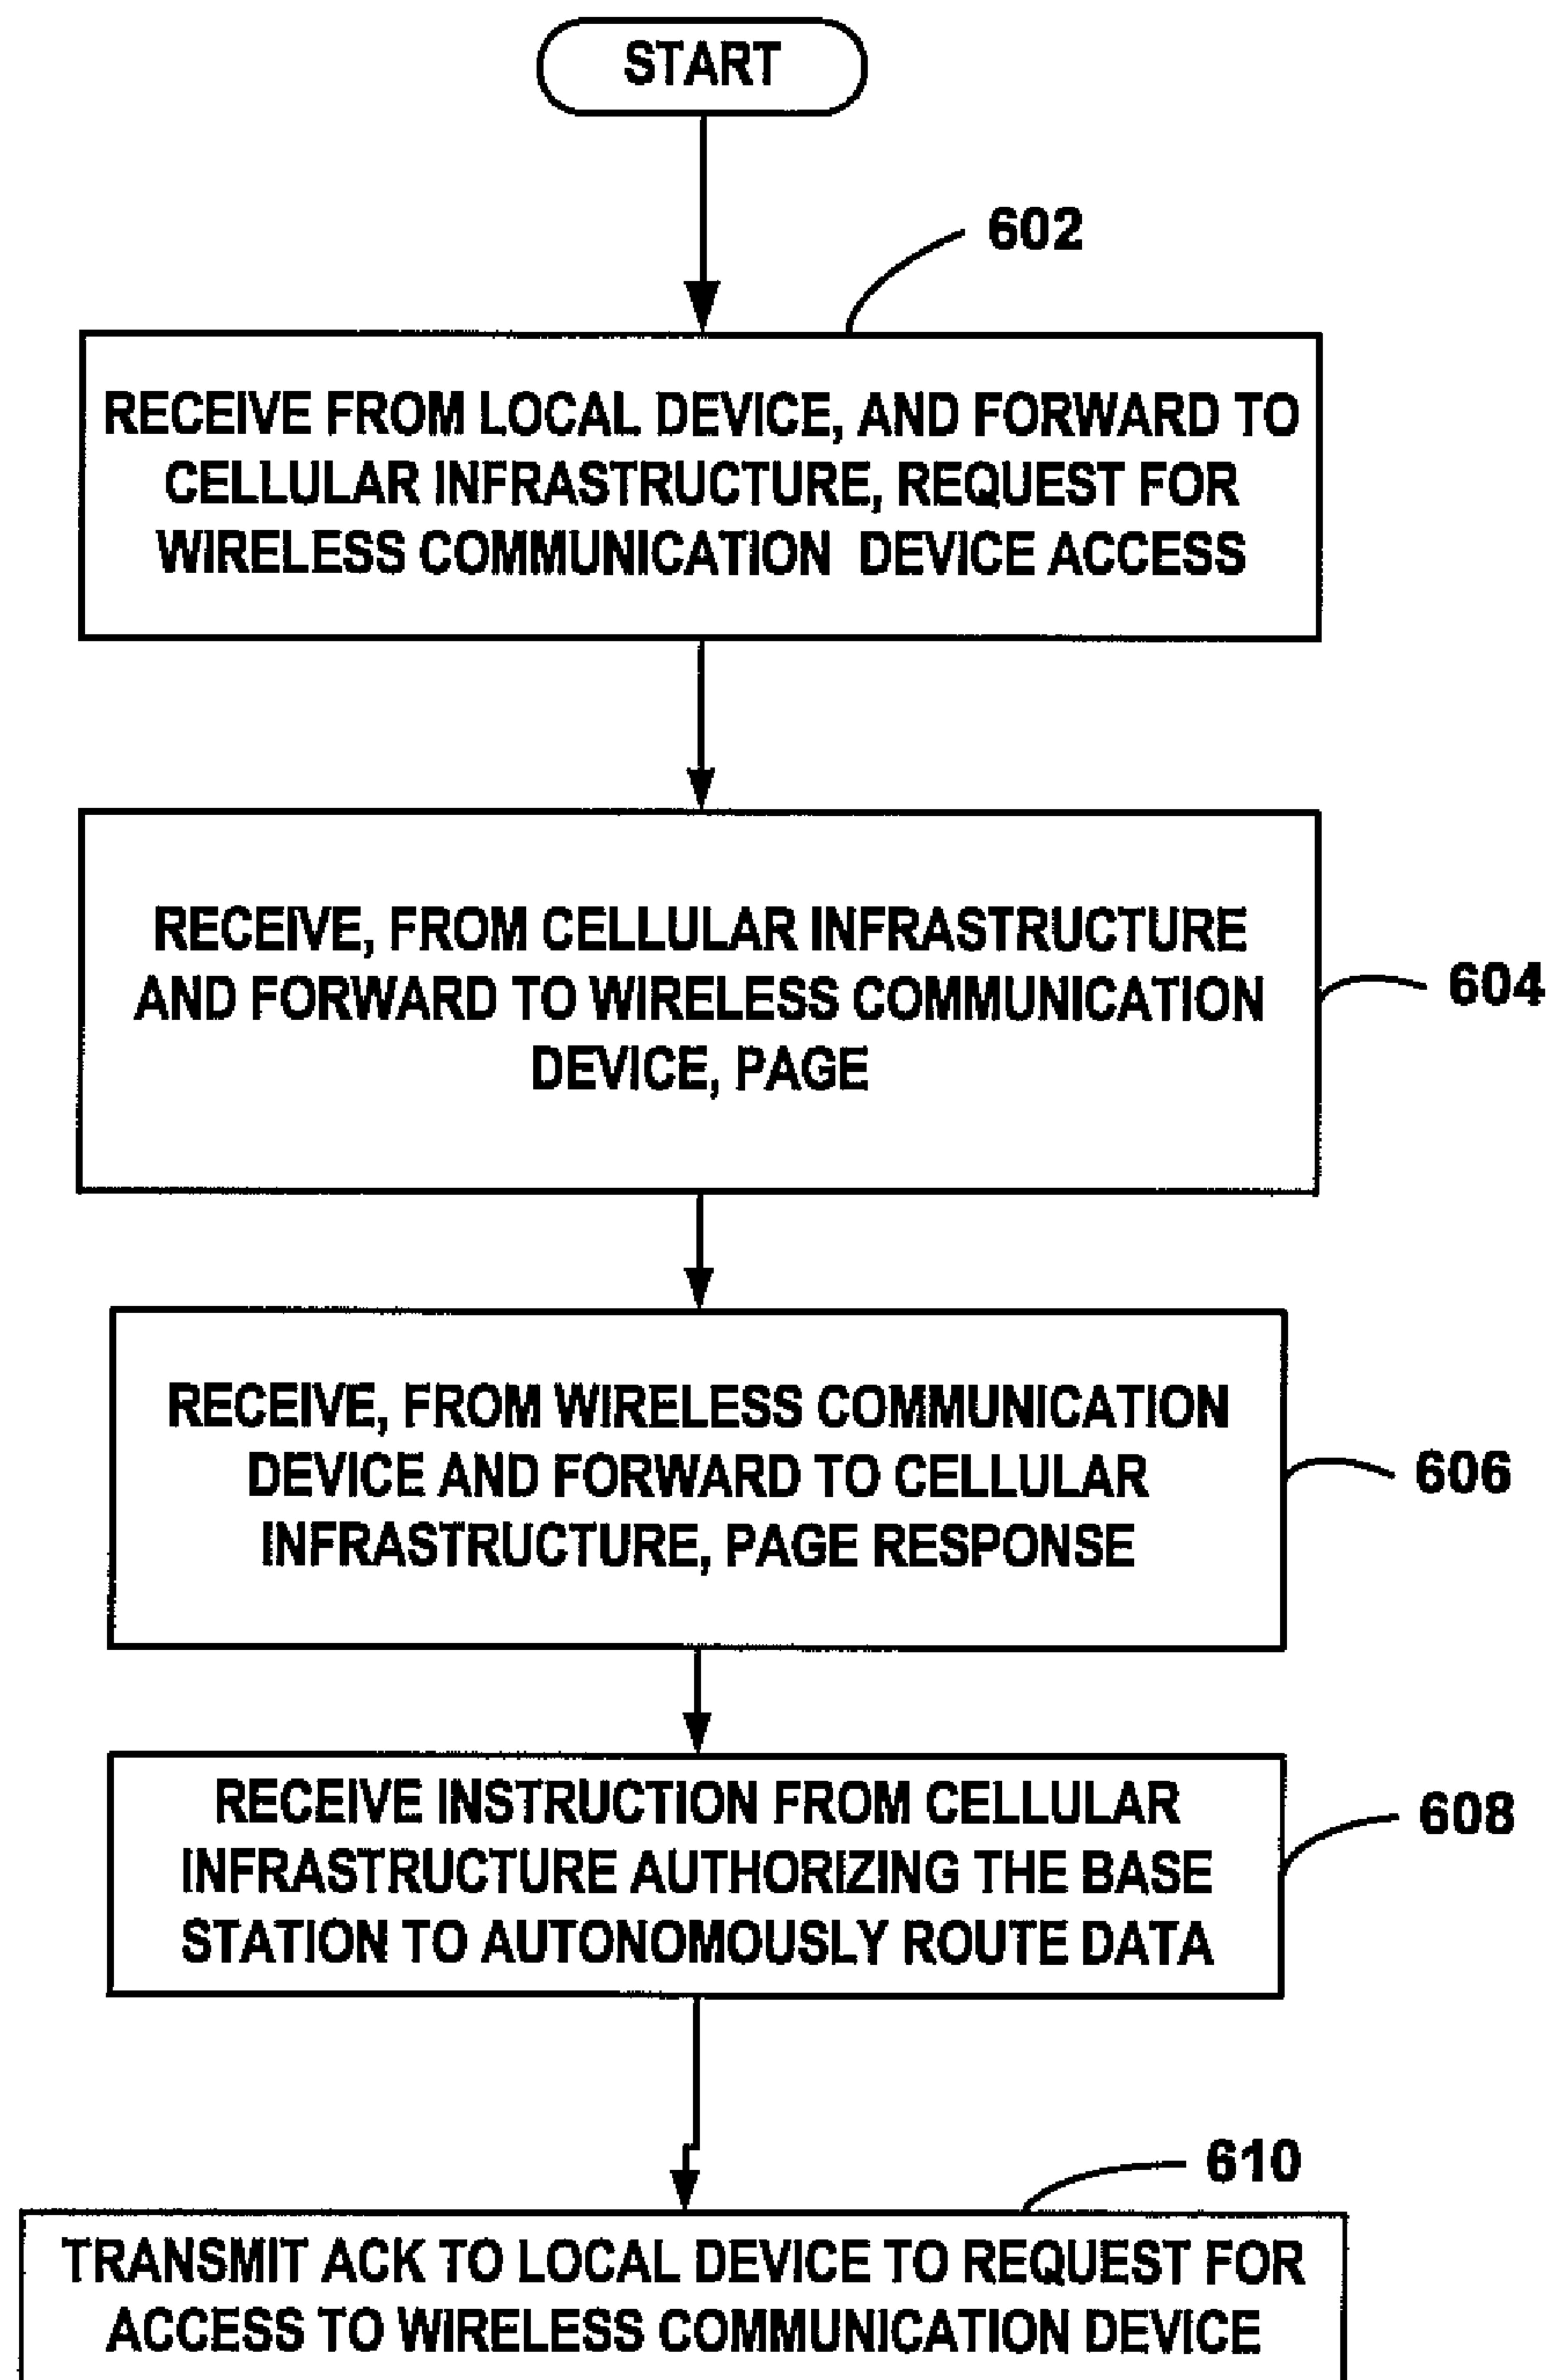 START
602
RECEIVE FROM LOCAL DEVICE, AND FORWARD TO
CELLULAR INFRASTRUCTURE, REQUEST FOR
WIRELESS COMMUNICATION DEVICE ACCESS
RECEIVE, FROM CELLULAR INFRASTRUCTURE
AND FORWARD TO WIRELESS COMMUNICATION
DEVICE, PAGE
604
RECEIVE, FROM WIRELESS COMMUNICATION
DEVICE AND FORWARD TO CELLULAR
INFRASTRUCTURE, PAGE RESPONSE
606
RECEIVE INSTRUCTION FROM CELLULAR
INFRASTRUCTURE AUTHORIZING THE BASE
STATION TO AUTONOMOUSLY ROUTE DATA
608
610
TRANSMIT ACK TO LOCAL DEVICE TO REQUEST FOR
ACCESS TO WIRELESS COMMUNICATION DEVICE